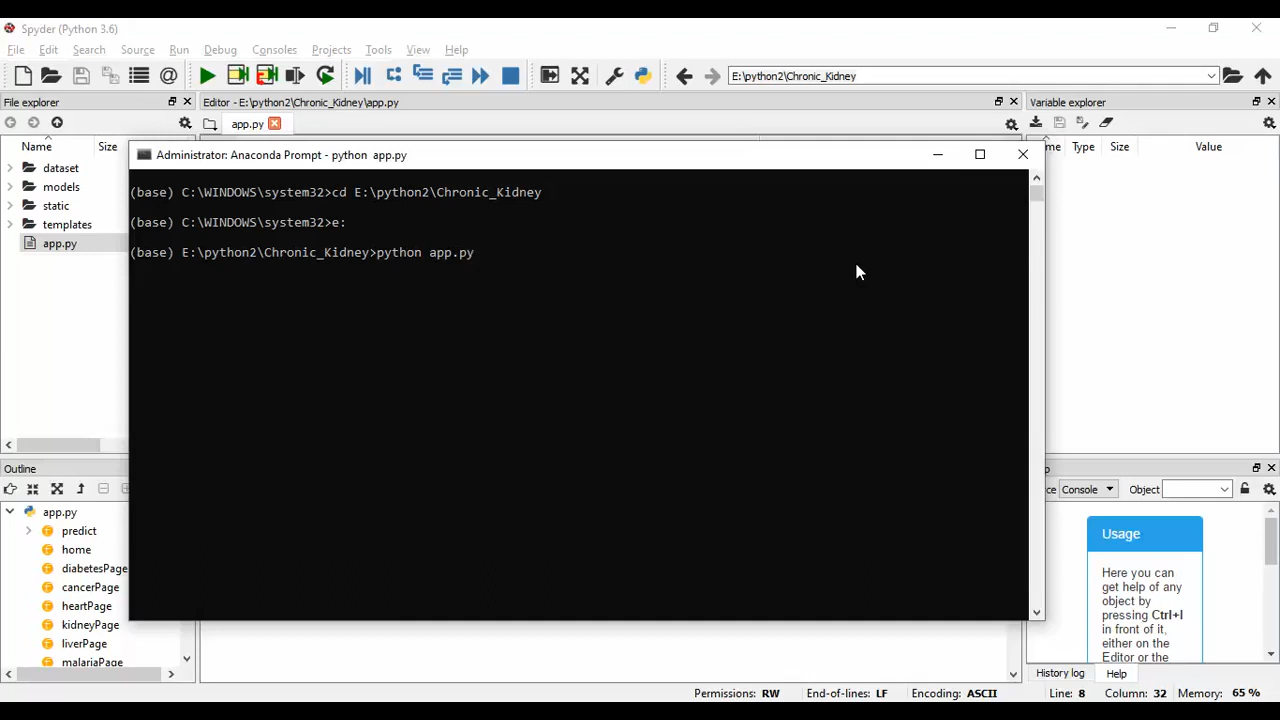 Spyder (Python 3.6)
File Edit Search Source Run Debug Consoles Projects Tools View Help
E:\python2\Chronic_Kidney
File explorer
Editor - E:\python2\Chronic_Kidney\app.py
Variable explorer
app.py
Name Size
me Type Size Value
dataset
models
static
templates
app.py
Administrator: Anaconda Prompt - python  app.py
(base) C:\WINDOWS\system32>cd E:\python2\Chronic_Kidney
(base) C:\WINDOWS\system32>e:
(base) E:\python2\Chronic_Kidney>python app.py
Outline
app.py
predict
home
diabetesPage
cancerPage
heartPage
kidneyPage
liverPage
malariaPage
p
ce Console Object
Usage
Here you can
get help of any
object by
pressing Ctrl+I
in front of it,
either on the
Editor or the
History log Help
Permissions: RW End-of-lines: LF Encoding: ASCII Line: 8 Column: 32 Memory: 65 %